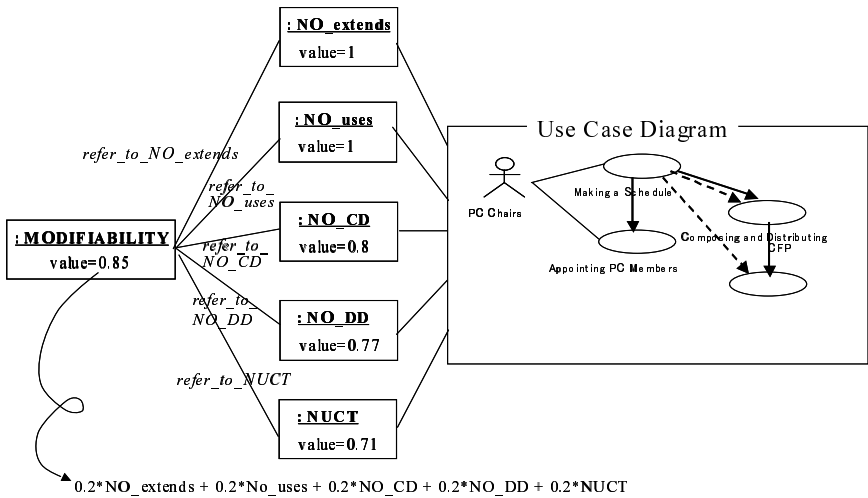 : NO_extends
value=1
: NO_uses
value=1
: NO_CD
value=0.8
: NO_DD
value=0.77
: NUCT
value=0.71
refer_to_NO_extends
refer_to_
NO_uses
refer_to_
NO_CD
refer_to_
NO_DD
refer_to_NUCT
: MODIFIABILITY
value=0.85
Use Case Diagram
PC Chairs
Making a Schedule
Appointing PC Members
Composing and Distributing
CFP
0.2*NO_extends + 0.2*No_uses + 0.2*NO_CD + 0.2*NO_DD + 0.2*NUCT